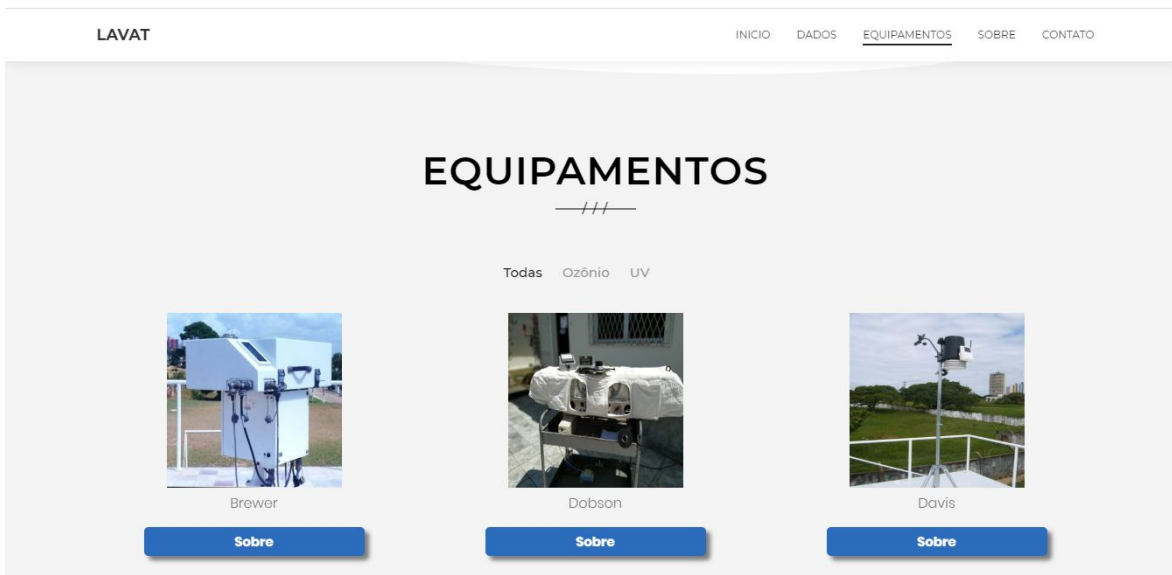 LAVAT
INICIO DADOS EQUIPAMENTOS SOBRE CONTATO
EQUIPAMENTOS
Todas Ozônio UV
Brewer Dobson Davis
Sobre Sobre Sobre